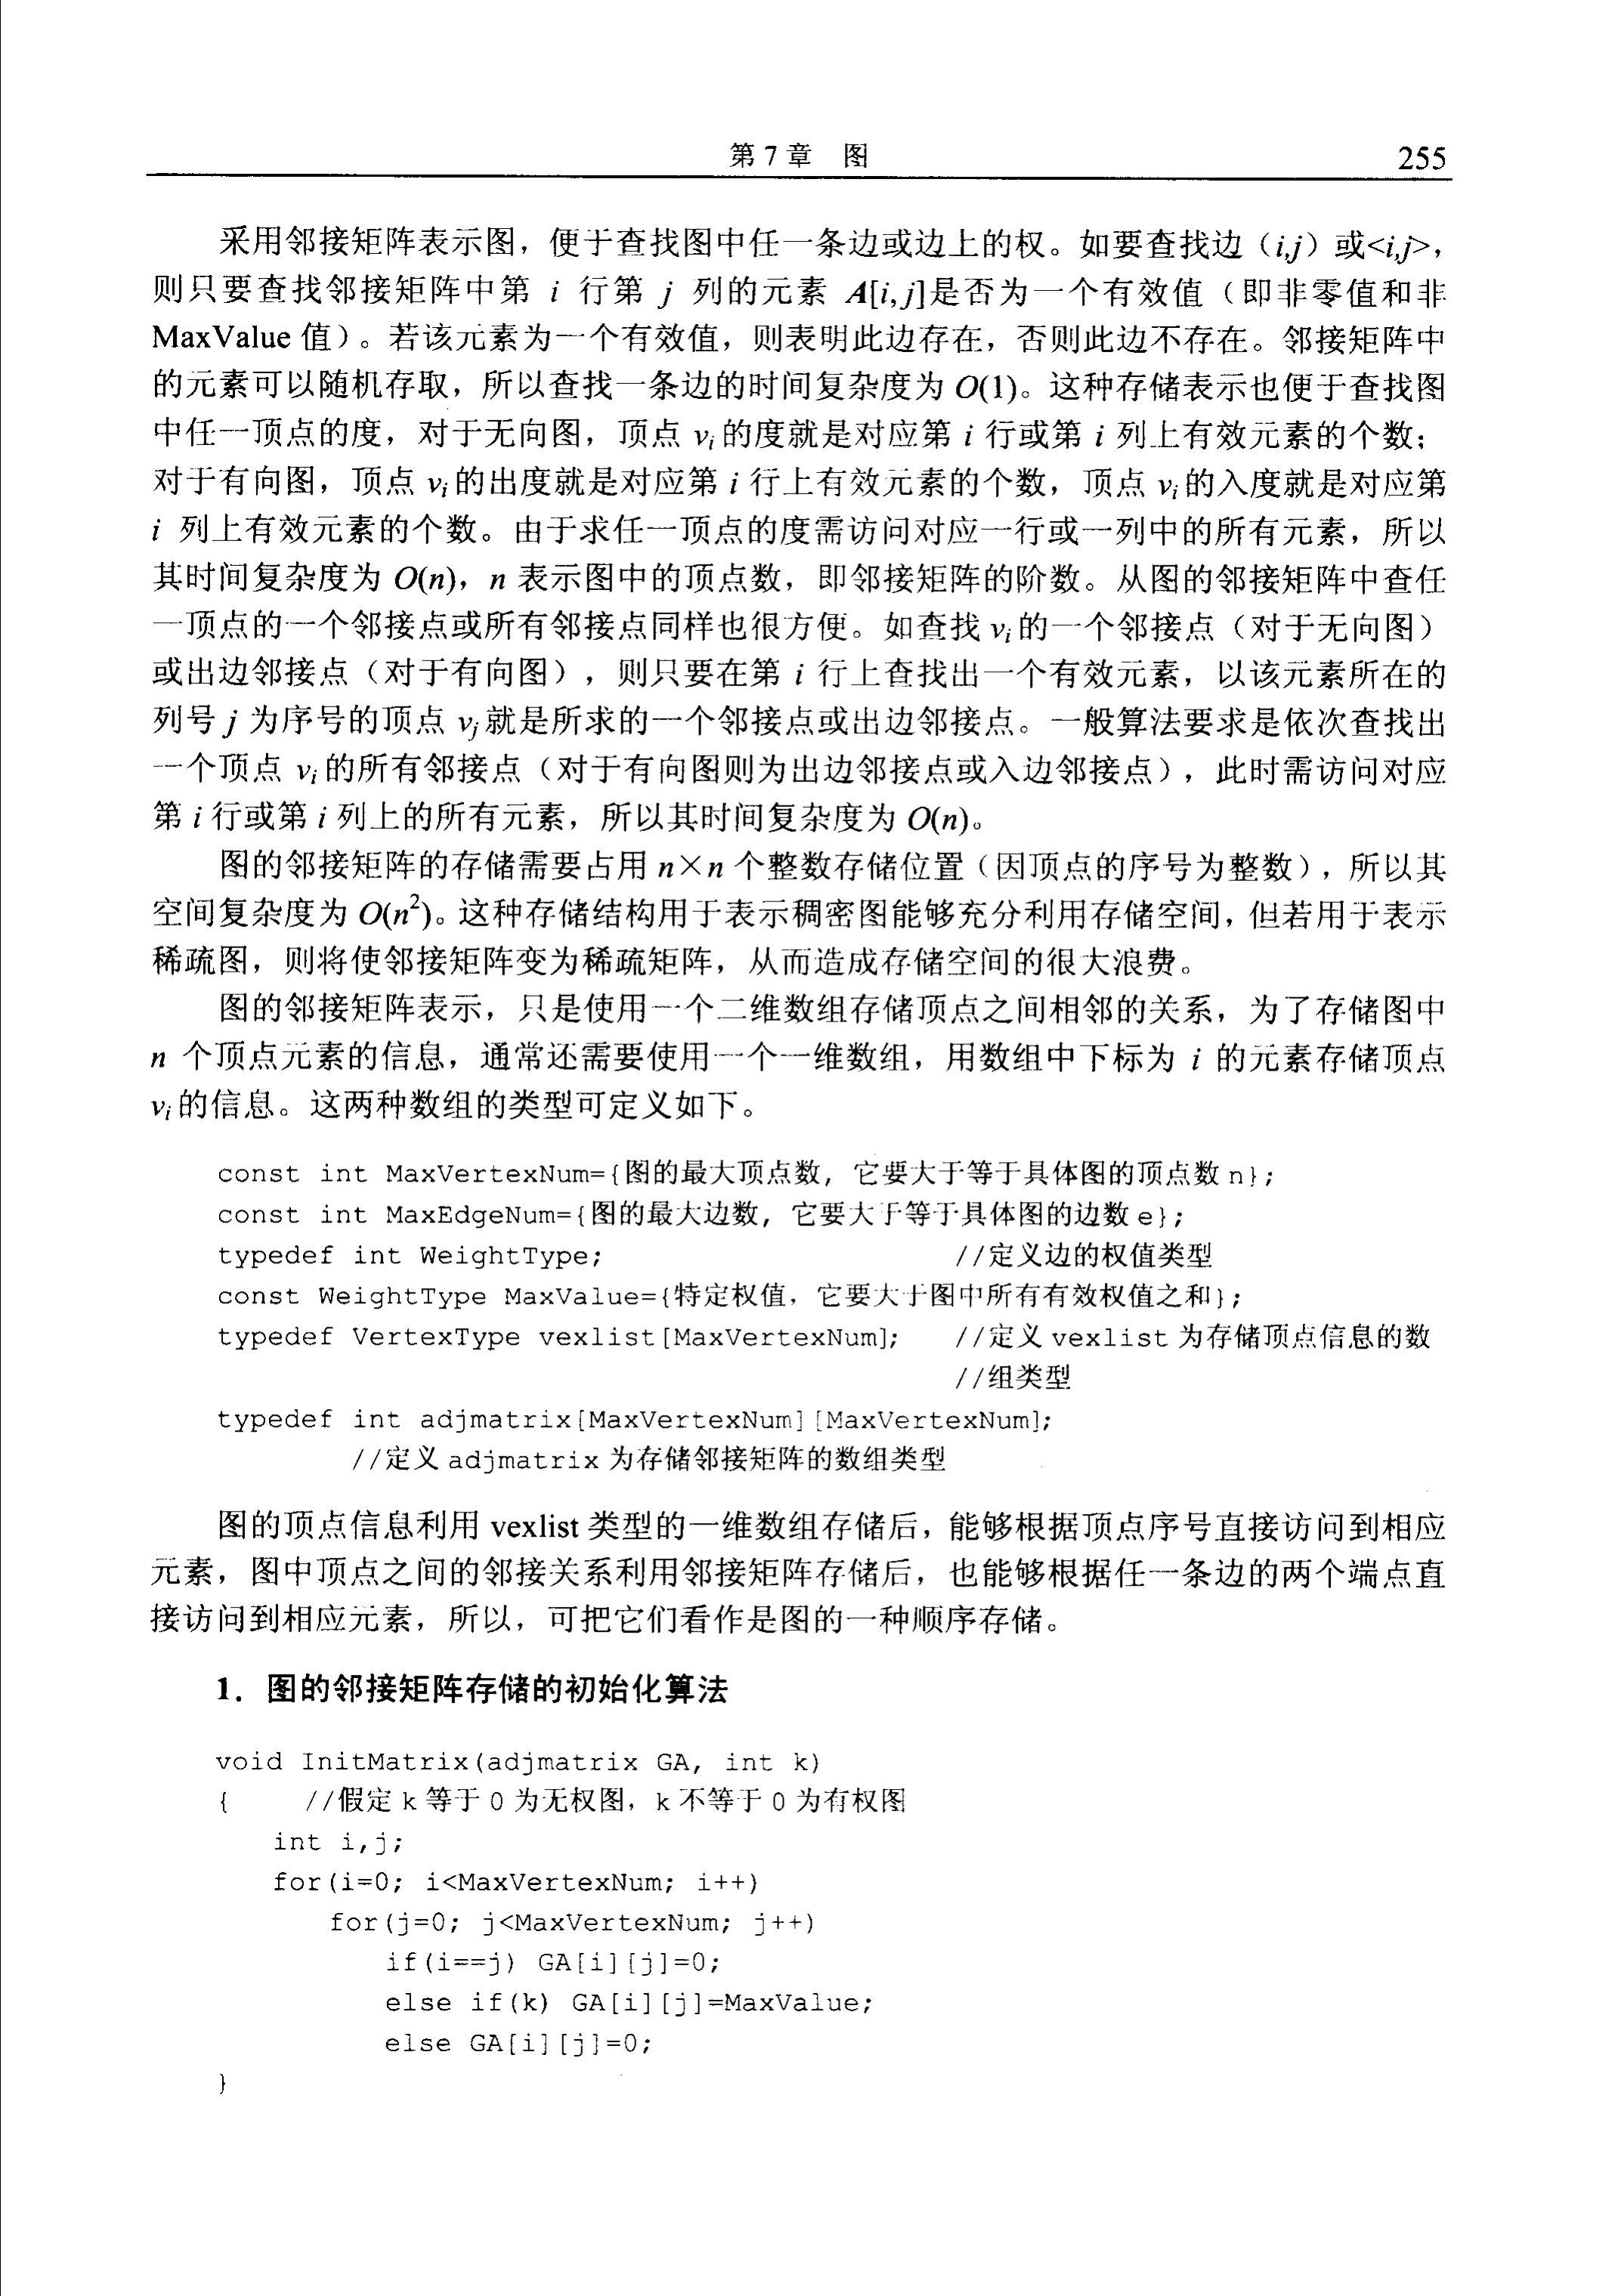 第 7 章　图　255
采用邻接矩阵表示图，便于查找图中任一条边或边上的权。如要查找边（i,j）或<i,j>，
则只要查找邻接矩阵中第 i 行第 j 列的元素 A[i,j]是否为一个有效值（即非零值和非
MaxValue 值）。若该元素为一个有效值，则表明此边存在，否则此边不存在。邻接矩阵中
的元素可以随机存取，所以查找一条边的时间复杂度为 O(1)。这种存储表示也便于查找图
中任一顶点的度，对于无向图，顶点 vi 的度就是对应第 i 行或第 i 列上有效元素的个数；
对于有向图，顶点 vi 的出度就是对应第 i 行上有效元素的个数，顶点 vi 的入度就是对应第
i 列上有效元素的个数。由于求任一顶点的度需访问对应一行或一列中的所有元素，所以
其时间复杂度为 O(n)，n 表示图中的顶点数，即邻接矩阵的阶数。从图的邻接矩阵中查任
一顶点的一个邻接点或所有邻接点同样也很方便。如查找 vi 的一个邻接点（对于无向图）
或出边邻接点（对于有向图），则只要在第 i 行上查找出一个有效元素，以该元素所在的
列号 j 为序号的顶点 vj 就是所求的一个邻接点或出边邻接点。一般算法要求是依次查找出
一个顶点 vi 的所有邻接点（对于有向图则为出边邻接点或入边邻接点），此时需访问对应
第 i 行或第 i 列上的所有元素，所以其时间复杂度为 O(n)。
图的邻接矩阵的存储需要占用 n×n 个整数存储位置（因顶点的序号为整数），所以其
空间复杂度为 O(n²)。这种存储结构用于表示稠密图能够充分利用存储空间，但若用于表示
稀疏图，则将使邻接矩阵变为稀疏矩阵，从而造成存储空间的很大浪费。
图的邻接矩阵表示，只是使用一个二维数组存储顶点之间相邻的关系，为了存储图中
n 个顶点元素的信息，通常还需要使用一个一维数组，用数组中下标为 i 的元素存储顶点
vi 的信息。这两种数组的类型可定义如下。
const int MaxVertexNum={图的最大顶点数，它要大于等于具体图的顶点数 n};
const int MaxEdgeNum={图的最大边数，它要大于等于具体图的边数 e};
typedef int WeightType; //定义边的权值类型
const WeightType MaxValue={特定权值，它要大于图中所有有效权值之和};
typedef VertexType vexlist[MaxVertexNum]; //定义 vexlist 为存储顶点信息的数
//组类型
typedef int adjmatrix[MaxVertexNum][MaxVertexNum];
//定义 adjmatrix 为存储邻接矩阵的数组类型
图的顶点信息利用 vexlist 类型的一维数组存储后，能够根据顶点序号直接访问到相应
元素，图中顶点之间的邻接关系利用邻接矩阵存储后，也能够根据任一条边的两个端点直
接访问到相应元素，所以，可把它们看作是图的一种顺序存储。
1．图的邻接矩阵存储的初始化算法
void InitMatrix(adjmatrix GA, int k)
{ //假定 k 等于 0 为无权图，k 不等于 0 为有权图
int i,j;
for(i=0; i<MaxVertexNum; i++)
for(j=0; j<MaxVertexNum; j++)
if(i==j) GA[i][j]=0;
else if(k) GA[i][j]=MaxValue;
else GA[i][j]=0;
}